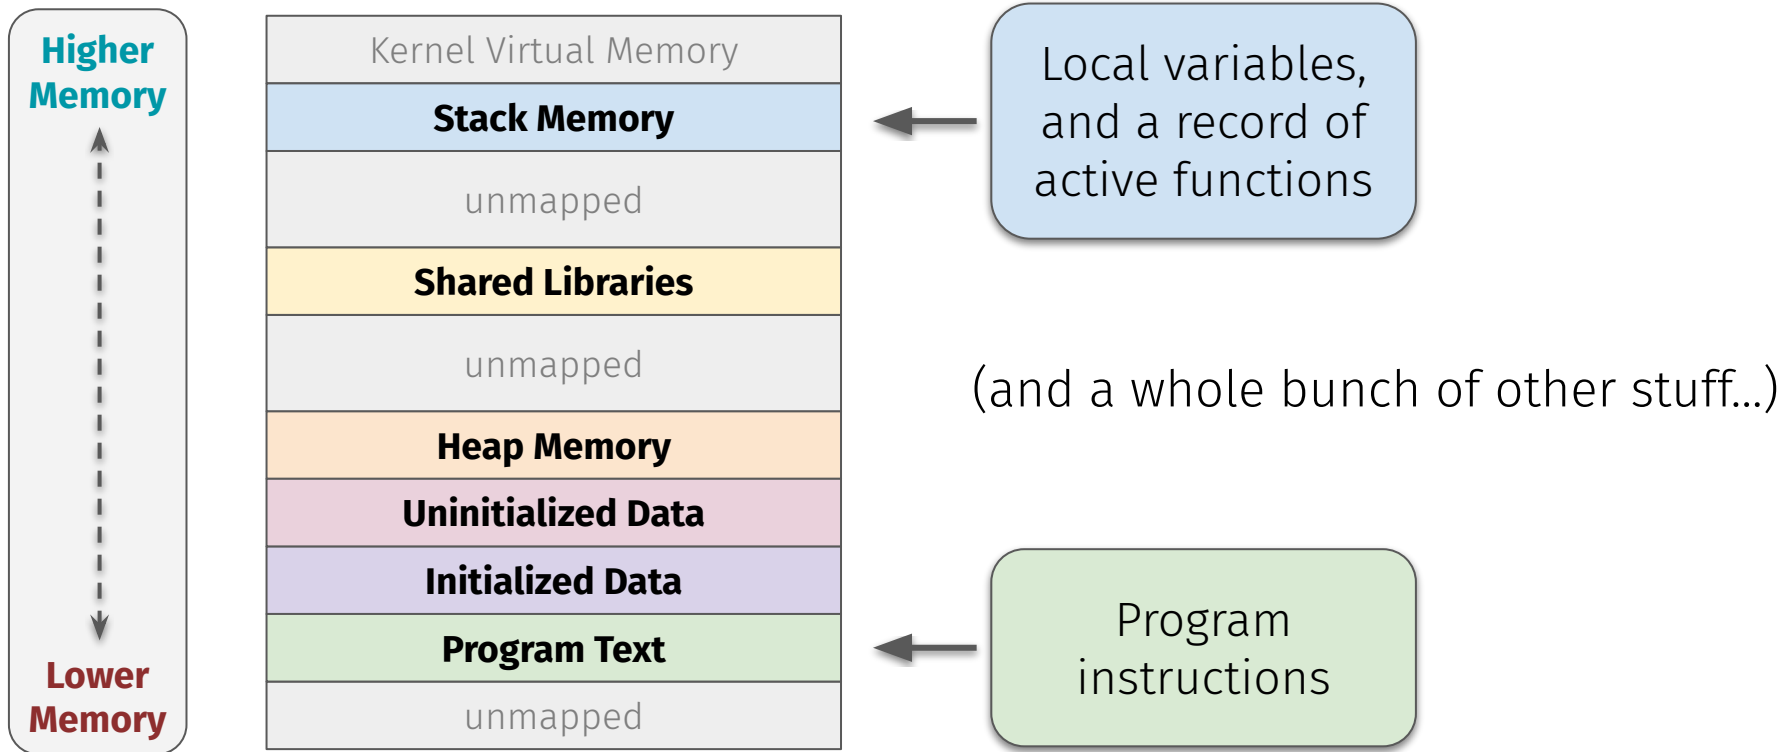 Higher
Memory
Lower
Memory
Kernel Virtual Memory
Stack Memory
unmapped
Shared Libraries
unmapped
Heap Memory
Uninitialized Data
Initialized Data
Program Text
unmapped
Local variables,
and a record of
active functions
(and a whole bunch of other stuff...)
Program
instructions